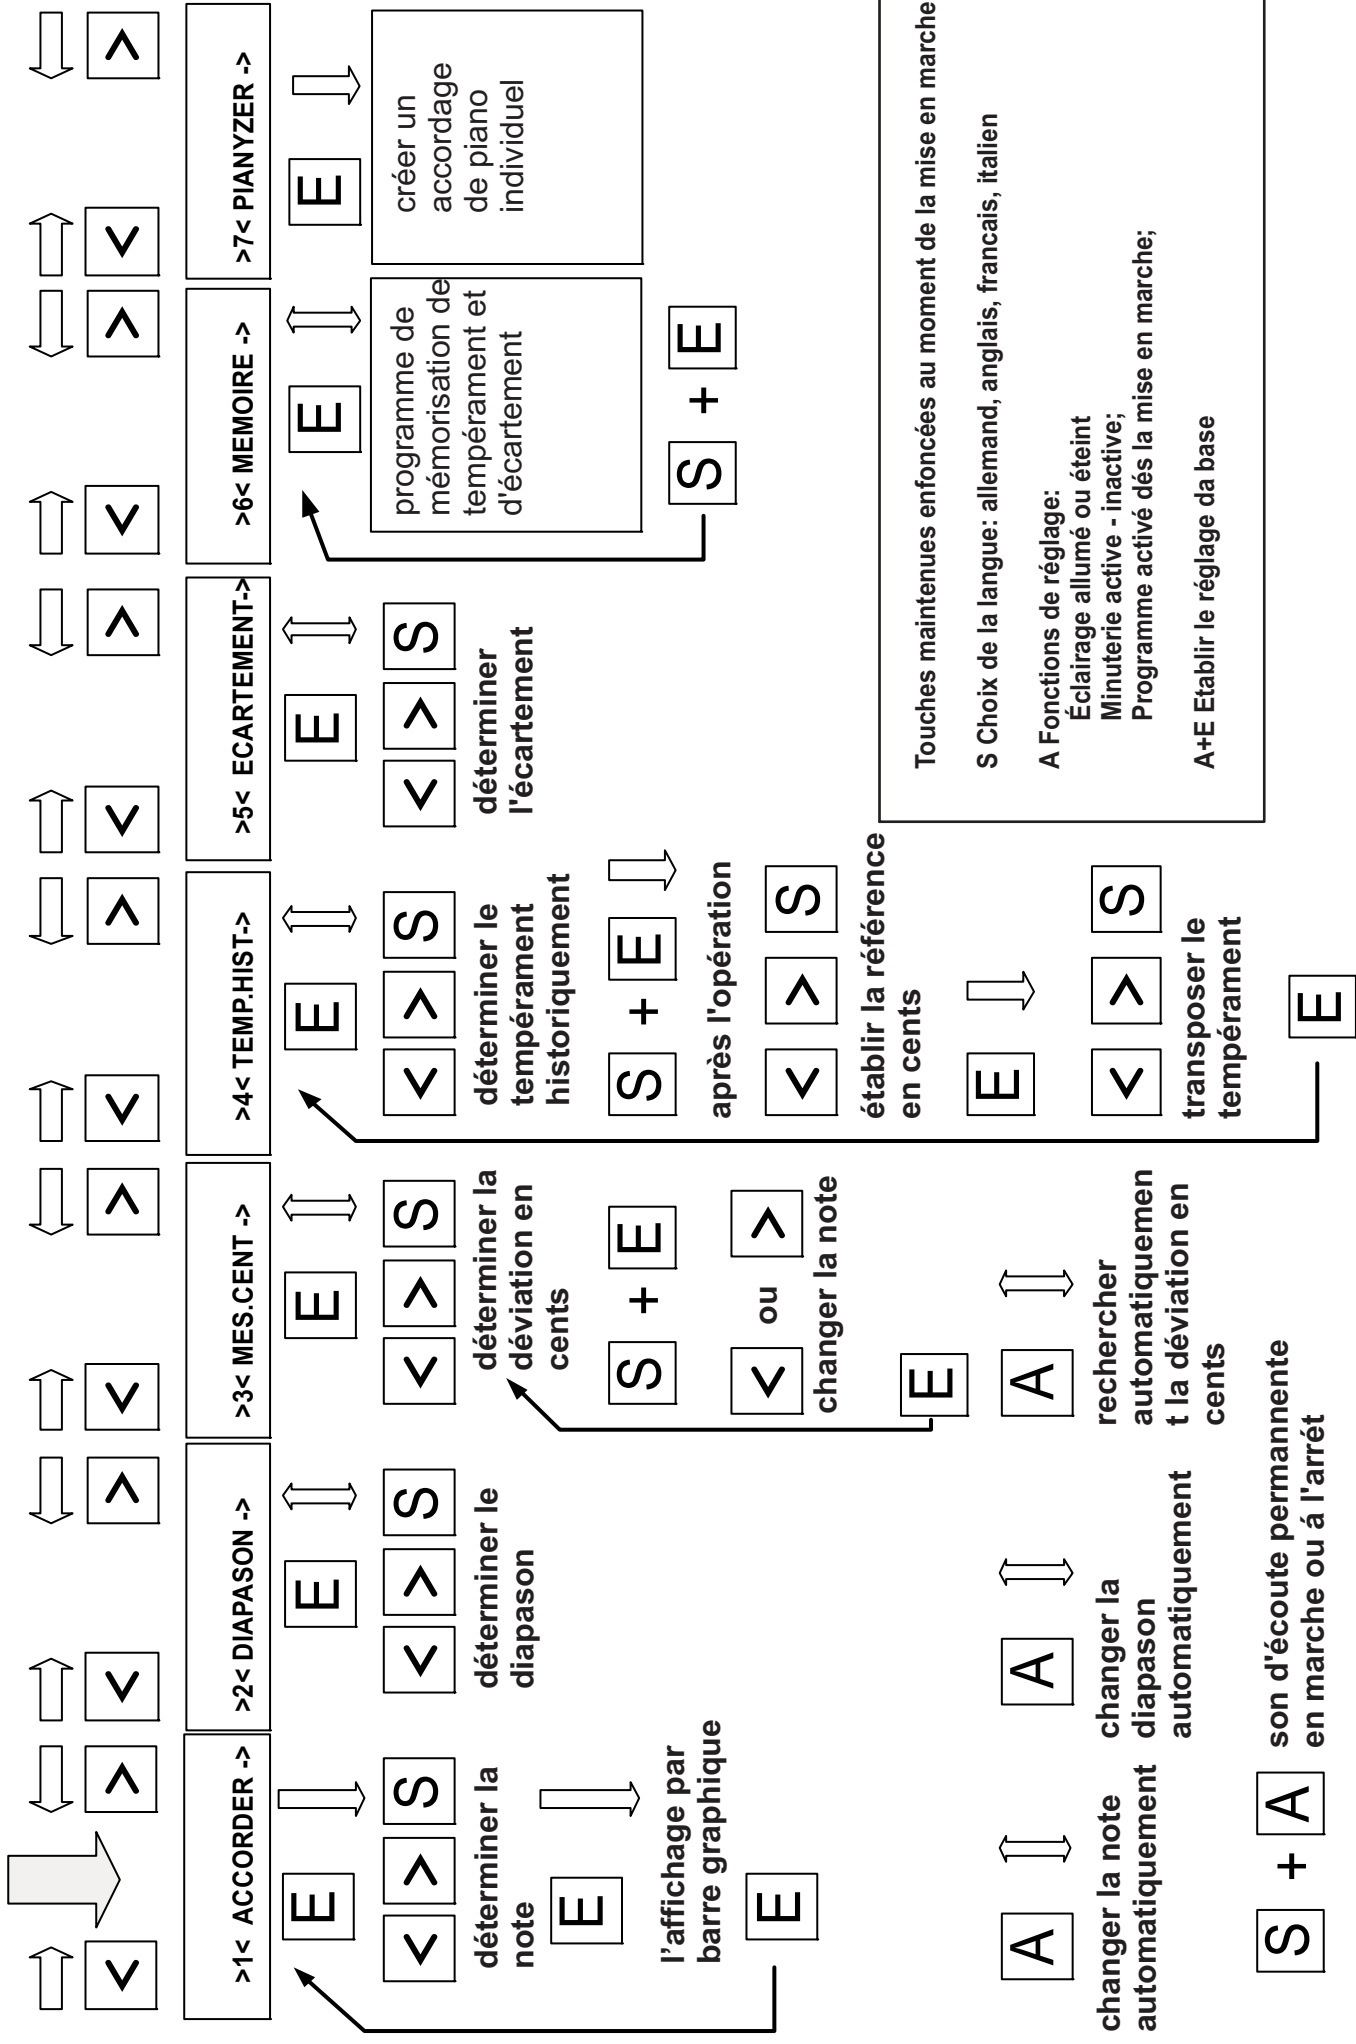 < > < > < > < > < > < > < >
>1< ACCORDER ->
E
< > S
déterminer la
note
E
l'affichage par
barre graphique
E
A
changer la note
automatiquement
>2< DIAPASON ->
E
< > S
déterminer le
diapason
A
changer la
diapason
automatiquement
S + A
son d'écoute permannente
en marche ou á l'arrét
>3< MES.CENT ->
E
< > S
déterminer la
déviation en
cents
S + E
< ou >
changer la note
E
A
rechercher
automatiquemen
t la déviation en
cents
>4< TEMP.HIST->
E
< > S
déterminer le
tempérament
historiquement
S + E
après l'opération
< > S
établir la référence
en cents
E
< > S
transposer le
tempérament
E
>5< ECARTEMENT->
E
< > S
déterminer
l'écartement
>6< MEMOIRE ->
E
programme de
mémorisation de
tempérament et
d'écartement
S + E
>7< PIANYZER ->
E
créer un
accordage
de piano
individuel
Touches maintenues enfoncées au moment de la mise en marche
S Choix de la langue: allemand, anglais, francais, italien
A Fonctions de réglage:
Éclairage allumé ou éteint
Minuterie active - inactive;
Programme activé dés la mise en marche;
A+E Etablir le réglage da base